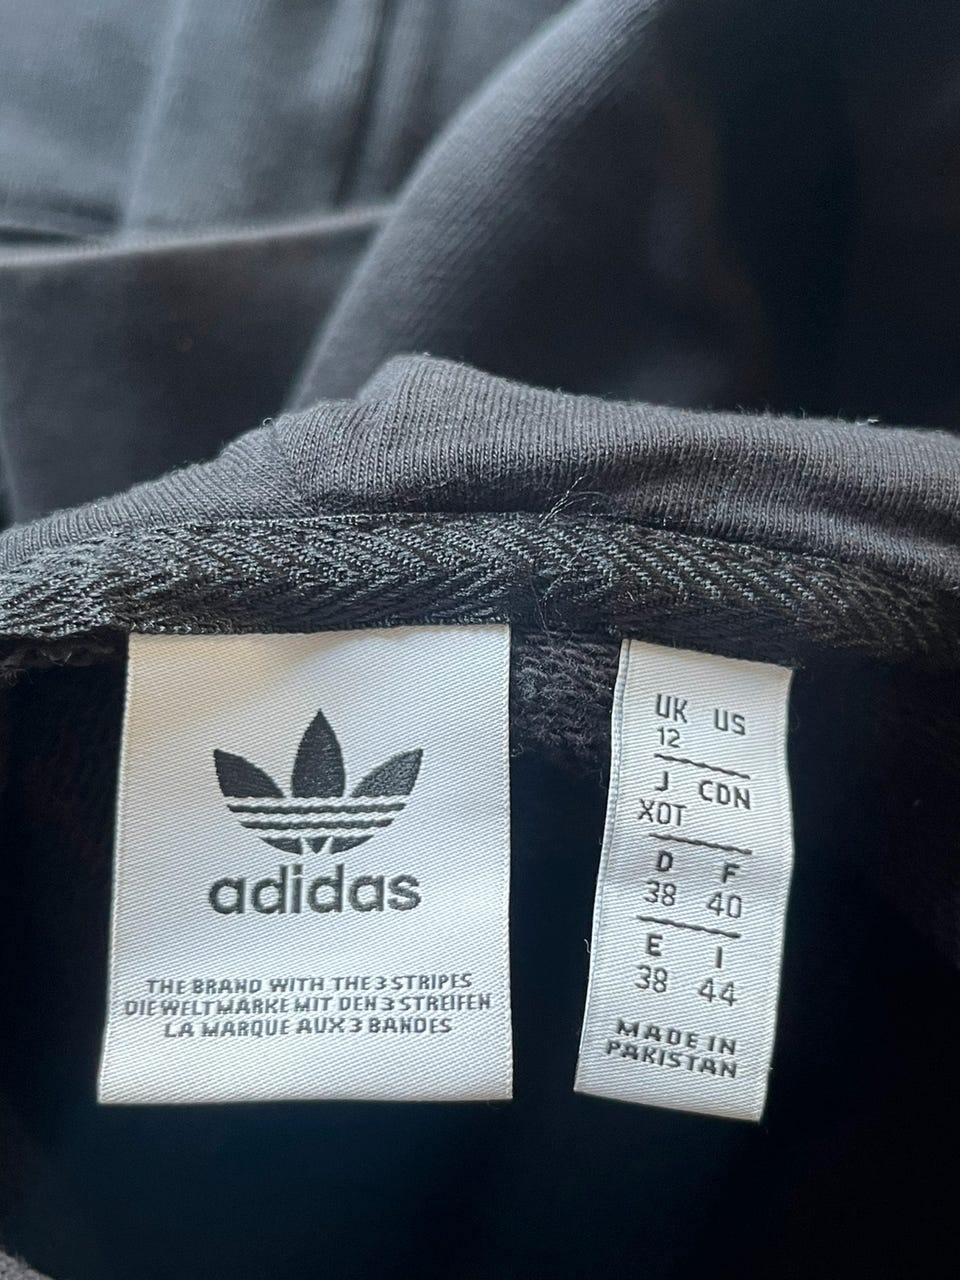 adidas
THE BRAND WITH THE 3 STRIPES
DIE WELTMARKE MIT DEN 3 STREIFEN
LA MARQUE AUX 3 BANDES
UK US
12
J CDN
XOT
D F
38 40
E I
38 44
MADE IN
PAKISTAN